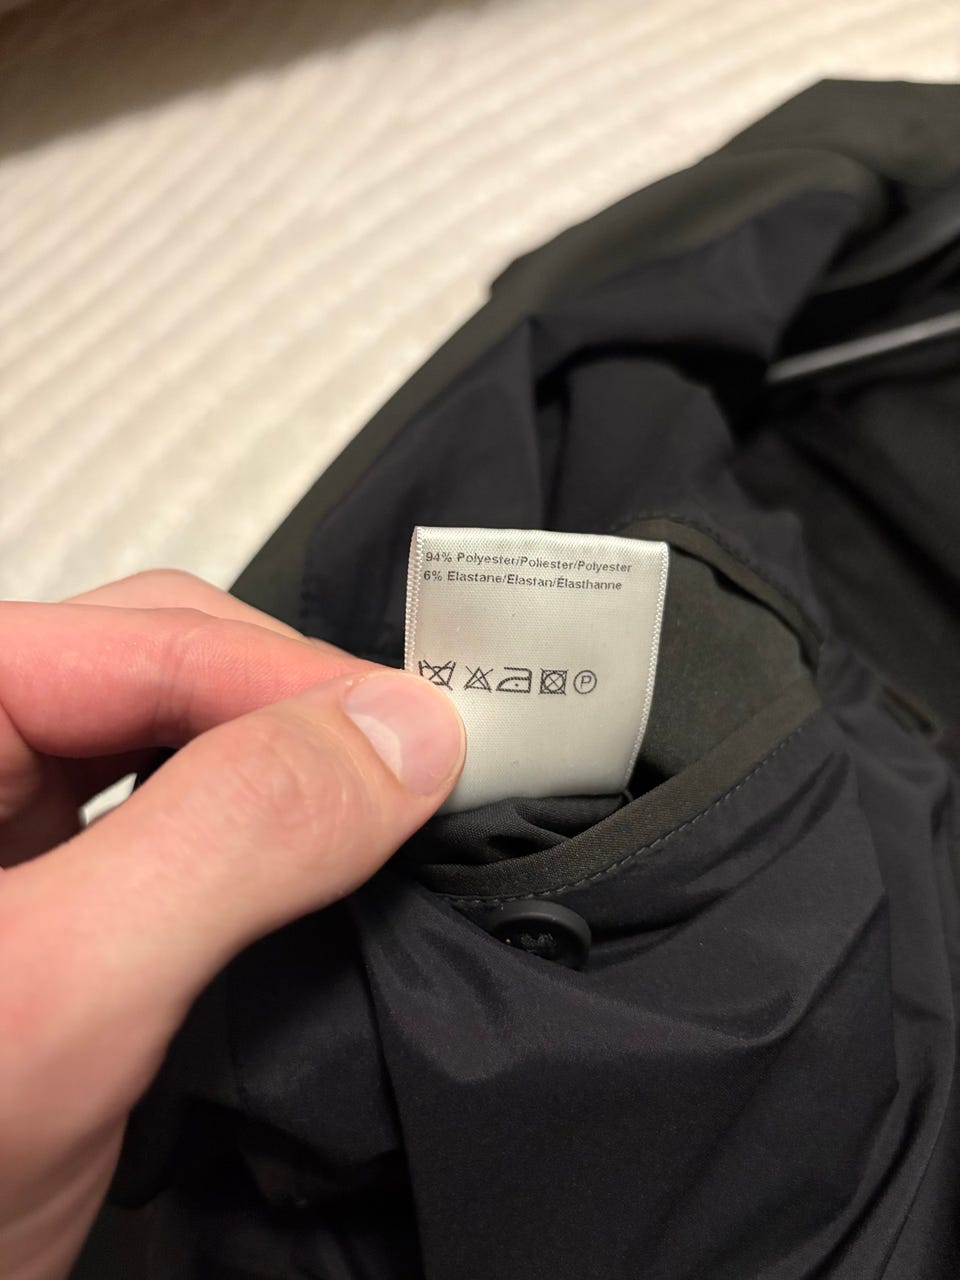 94% Polyester/Poliester/Polyester
6% Elastane/Elastan/Élasthanne
P